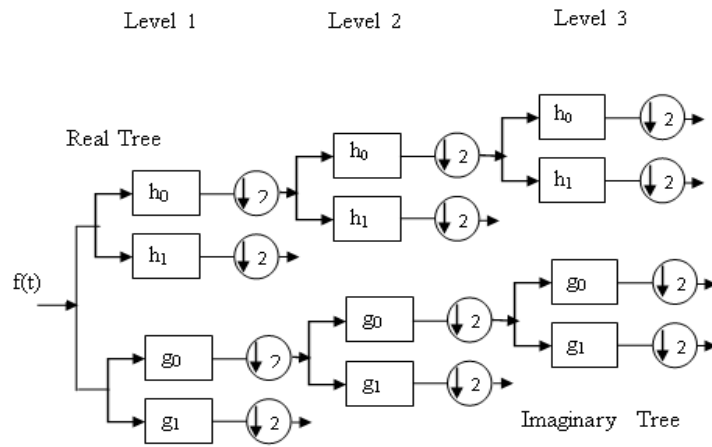 Level 1 Level 2 Level 3
h₀ ↓ 2
Real Tree
h₀ ↓ 2
h₁ ↓ 2
h₀ ↓ 2
h₁ ↓ 2
h₁ ↓ 2
f(t)
g₀ ↓ 2
g₀ ↓ 2
g₁ ↓ 2
g₀ ↓ 2
g₁ ↓ 2
g₁ ↓ 2
Imaginary Tree